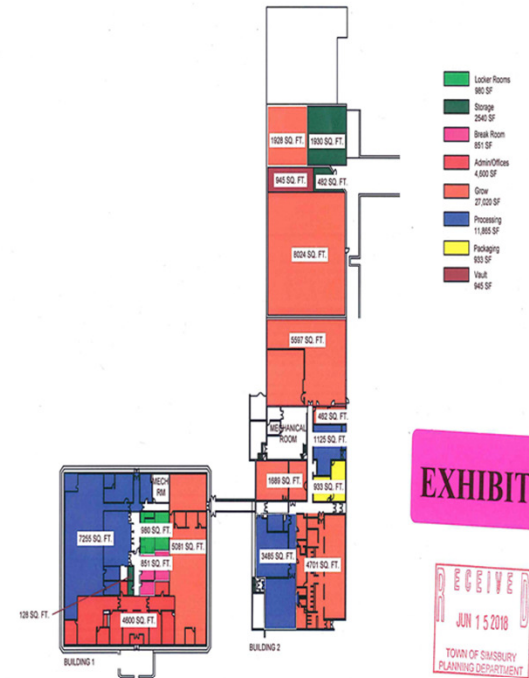 Locker Rooms
980 SF
Storage
2540 SF
Break Room
851 SF
Admin/Offices
4,600 SF
Grow
27,020 SF
Processing
11,865 SF
Packaging
933 SF
Vault
945 SF
1928 SQ. FT.
1930 SQ. FT.
945 SQ. FT.
482 SQ. FT.
8024 SQ. FT.
5597 SQ. FT.
482 SQ. FT.
MECHANICAL
ROOM
1125 SQ. FT.
1689 SQ. FT.
933 SQ. FT.
3485 SQ. FT.
4701 SQ. FT.
BUILDING 2
MECH
RM
7255 SQ. FT.
980 SQ. FT.
5081 SQ. FT.
851 SQ. FT.
128 SQ. FT.
4600 SQ. FT.
BUILDING 1
EXHIBIT
RECEIVED
JUN 15 2018
TOWN OF SIMSBURY
PLANNING DEPARTMENT